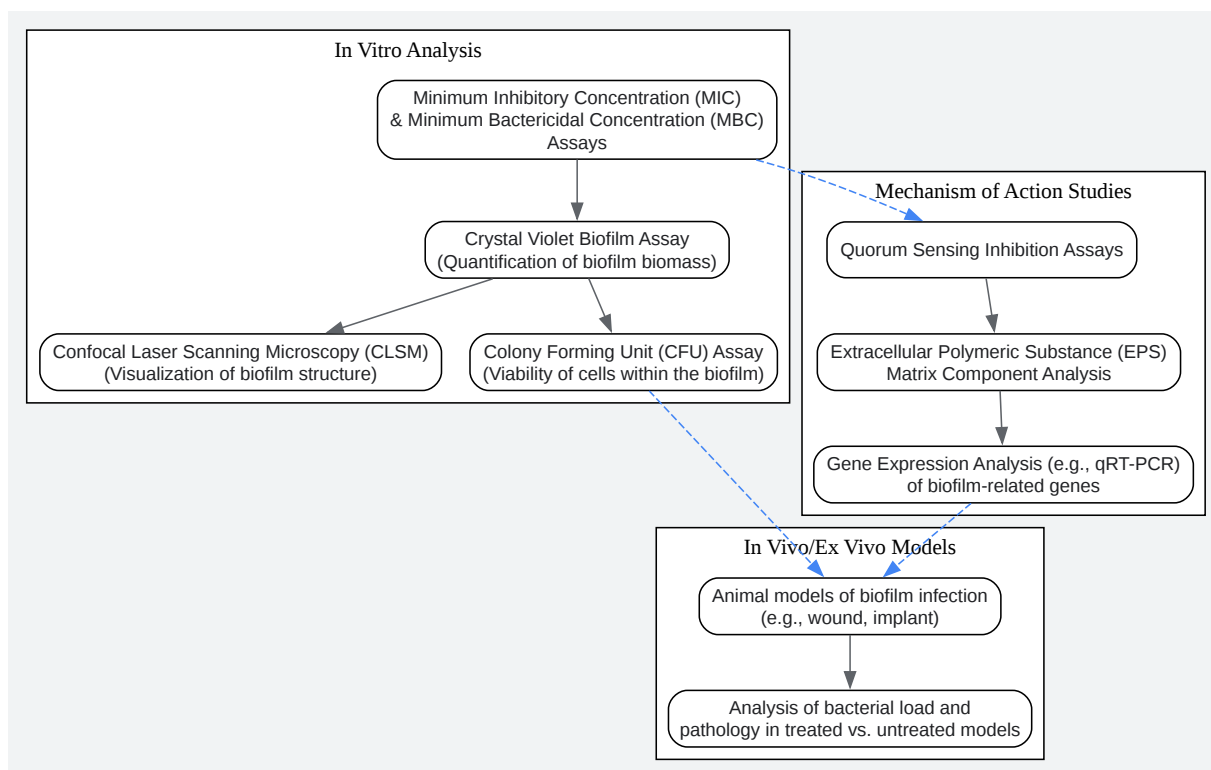 In Vitro Analysis
Minimum Inhibitory Concentration (MIC)
& Minimum Bactericidal Concentration (MBC)
Assays
Crystal Violet Biofilm Assay
(Quantification of biofilm biomass)
Confocal Laser Scanning Microscopy (CLSM)
(Visualization of biofilm structure)
Colony Forming Unit (CFU) Assay
(Viability of cells within the biofilm)
Mechanism of Action Studies
Quorum Sensing Inhibition Assays
Extracellular Polymeric Substance (EPS)
Matrix Component Analysis
Gene Expression Analysis (e.g., qRT-PCR)
of biofilm-related genes
In Vivo/Ex Vivo Models
Animal models of biofilm infection
(e.g., wound, implant)
Analysis of bacterial load and
pathology in treated vs. untreated models